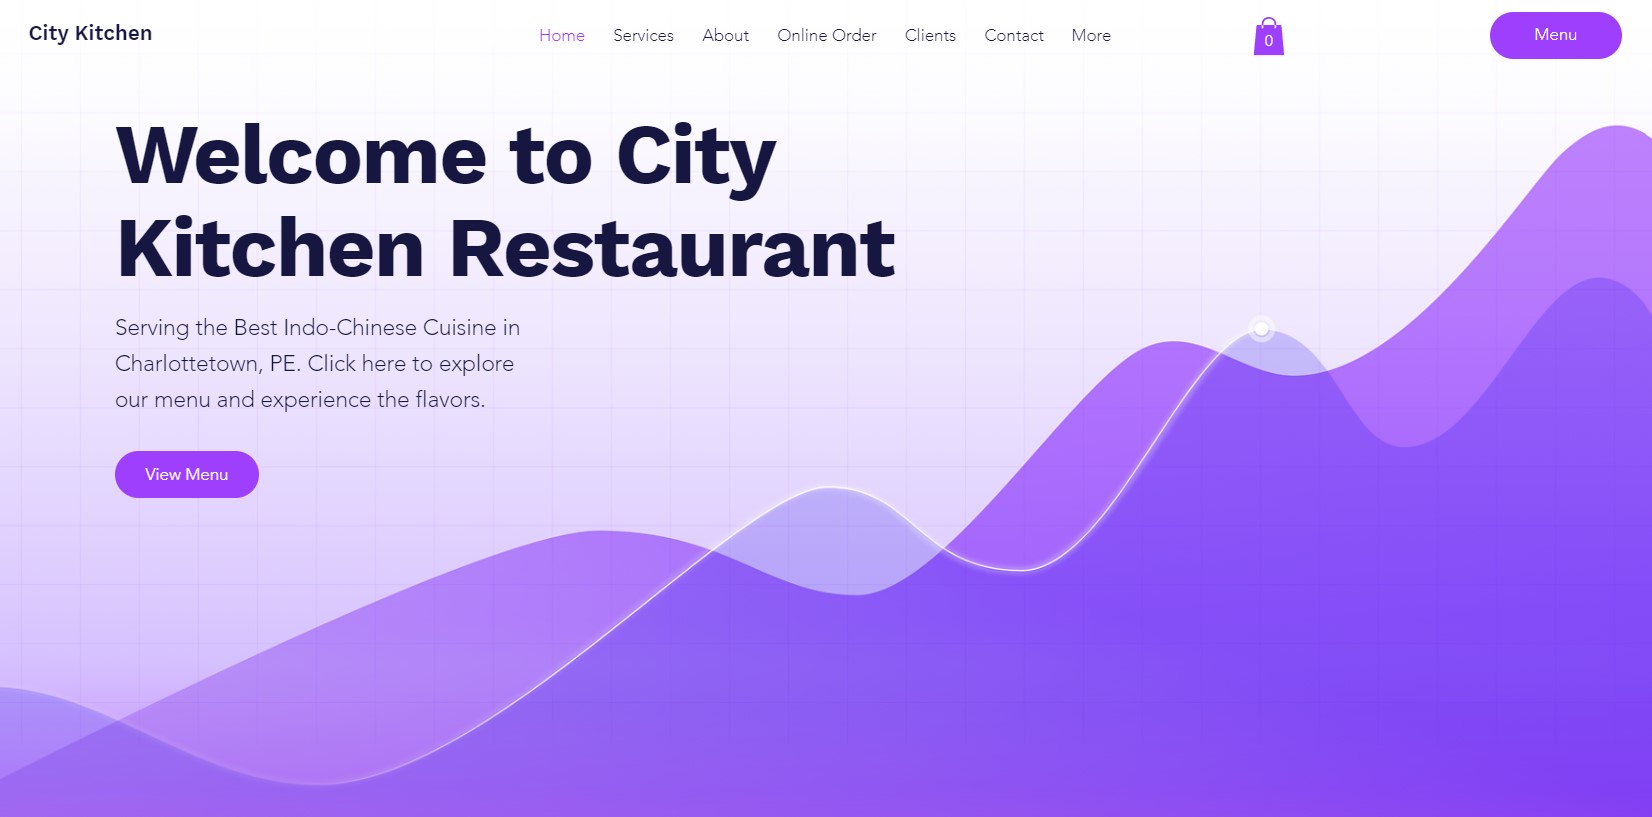 City Kitchen
Home Services About Online Order Clients Contact More
0
Menu
Welcome to City
Kitchen Restaurant
Serving the Best Indo-Chinese Cuisine in
Charlottetown, PE. Click here to explore
our menu and experience the flavors.
View Menu